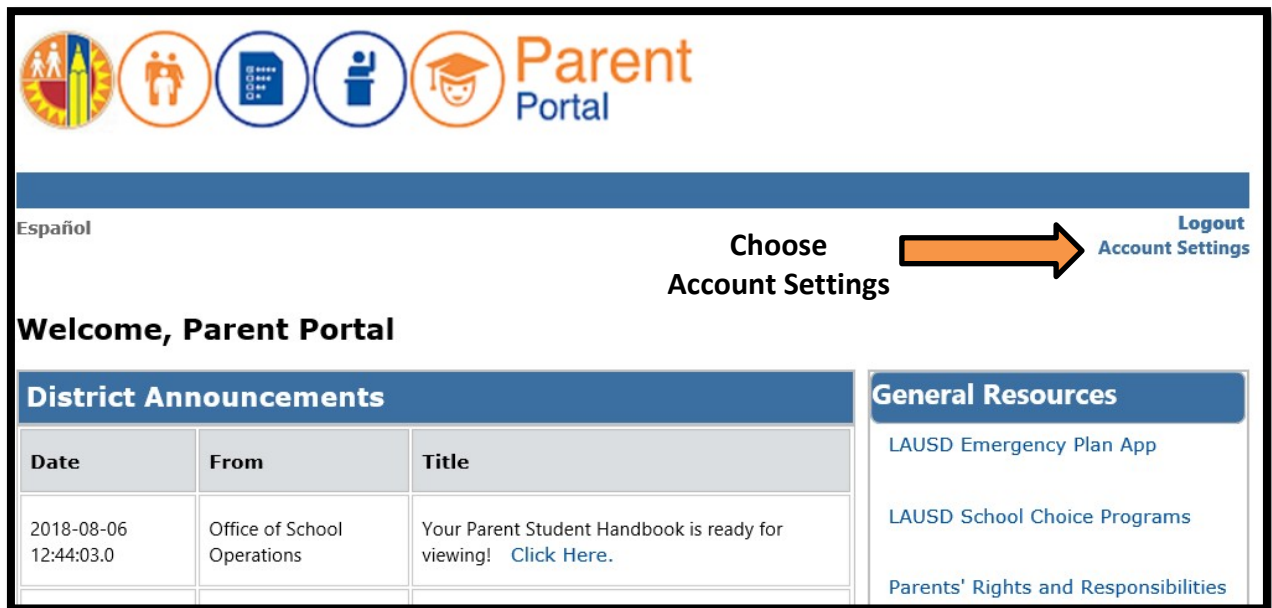 Parent
Portal
Español
Logout
Account Settings
Choose
Account Settings
Welcome, Parent Portal
District Announcements
Date From Title
2018-08-06
12:44:03.0
Office of School
Operations
Your Parent Student Handbook is ready for
viewing! Click Here.
General Resources
LAUSD Emergency Plan App
LAUSD School Choice Programs
Parents' Rights and Responsibilities